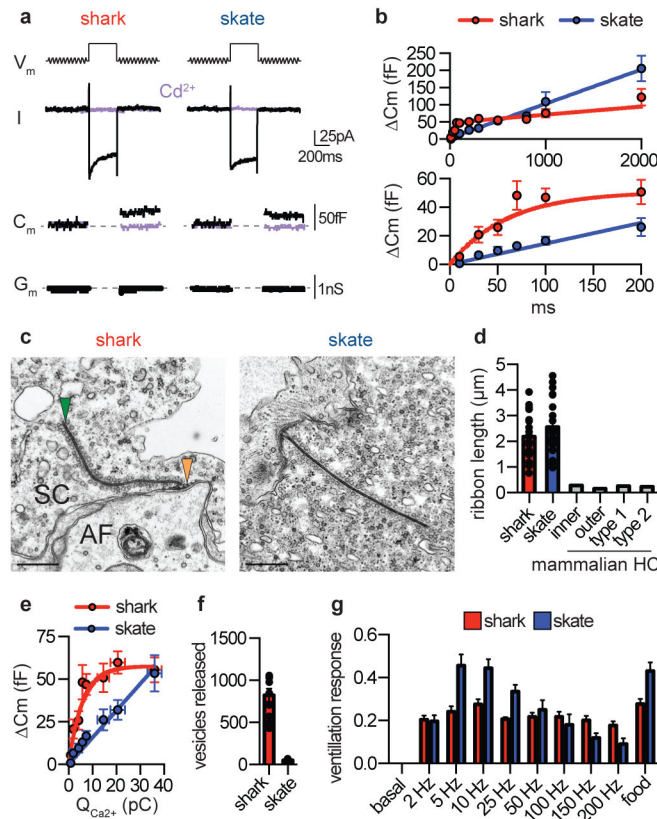 a
shark
skate
Vm
I
Cd2+
25pA
200ms
Cm
50fF
Gm
1nS
b
shark
skate
ΔCm (fF)
250
200
150
100
50
0
0
1000
2000
ΔCm (fF)
60
40
20
0
0
50
100
150
200
ms
c
shark
skate
SC
AF
d
ribbon length (µm)
5
4
3
2
1
0
shark
skate
inner
outer
type 1
type 2
mammalian HC
e
shark
skate
ΔCm (fF)
75
50
25
0
0
10
20
30
40
QCa2+ (pC)
f
vesicles released
1500
1000
500
0
shark
skate
g
shark
skate
ventillation response
0.6
0.4
0.2
0.0
basal
2 Hz
5 Hz
10 Hz
25 Hz
50 Hz
100 Hz
150 Hz
200 Hz
food